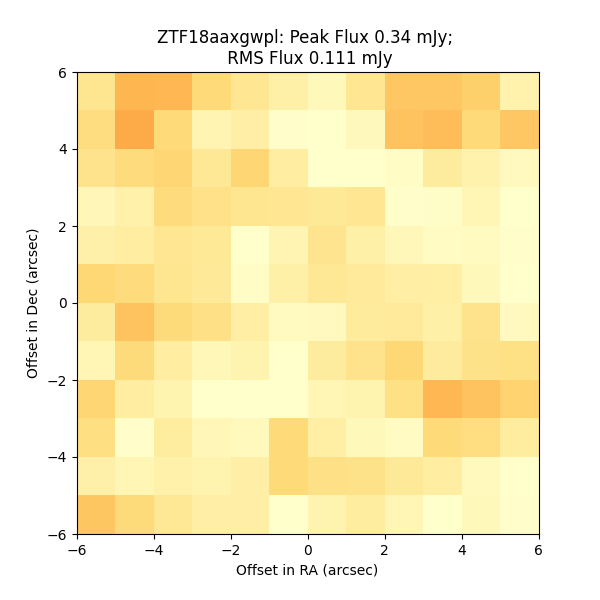 ZTF18aaxgwpl: Peak Flux 0.34 mJy;
RMS Flux 0.111 mJy
6
4
2
0
−2
−4
−6
Offset in Dec (arcsec)
−6 −4 −2 0 2 4 6
Offset in RA (arcsec)